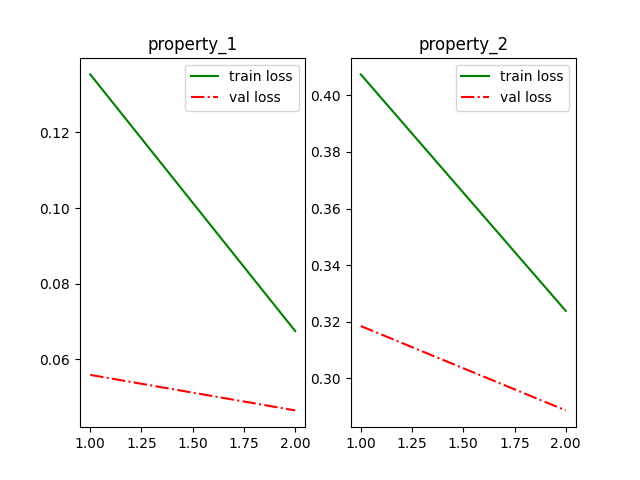 property_1
train loss
val loss
0.12
0.10
0.08
0.06
1.00 1.25 1.50 1.75 2.00
property_2
train loss
val loss
0.40
0.38
0.36
0.34
0.32
0.30
1.00 1.25 1.50 1.75 2.00